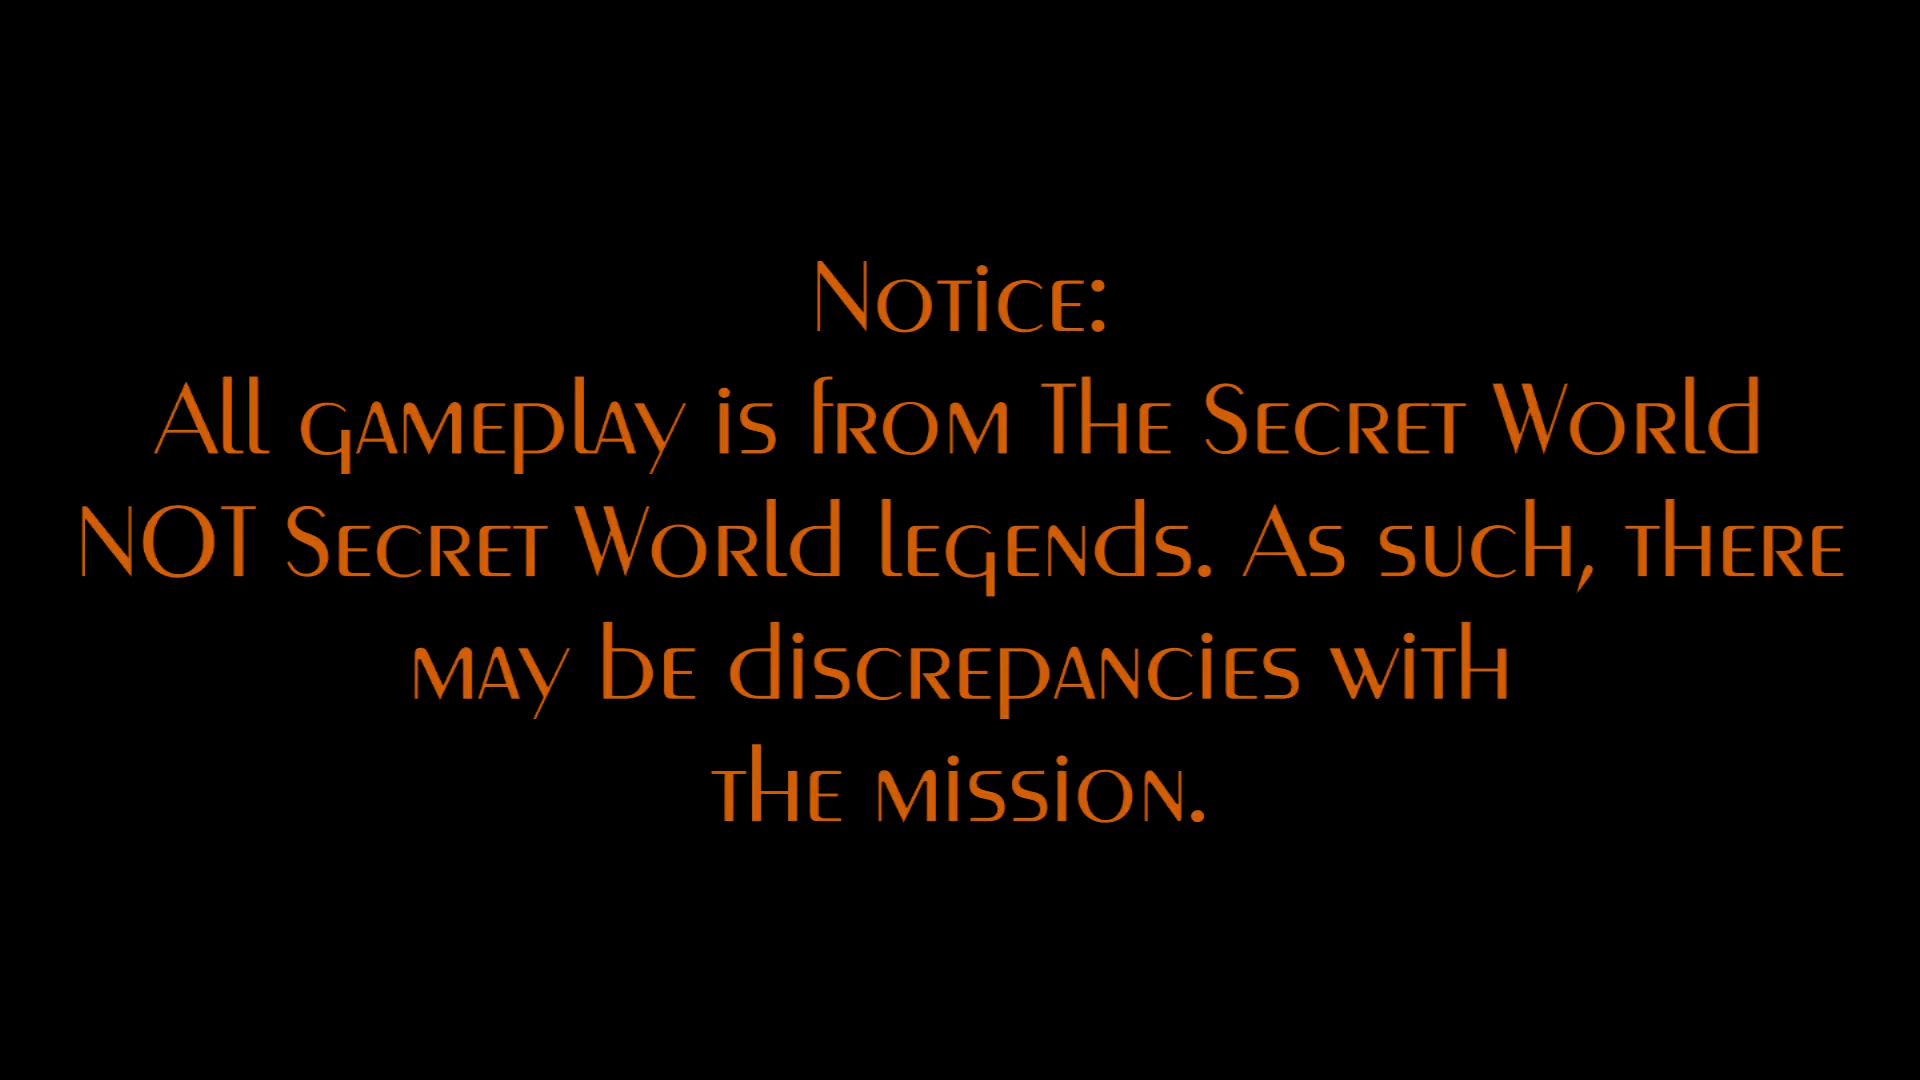 Notice:
All gameplay is from The Secret World
NOT Secret World legends. As such, there
may be discrepancies with
the mission.